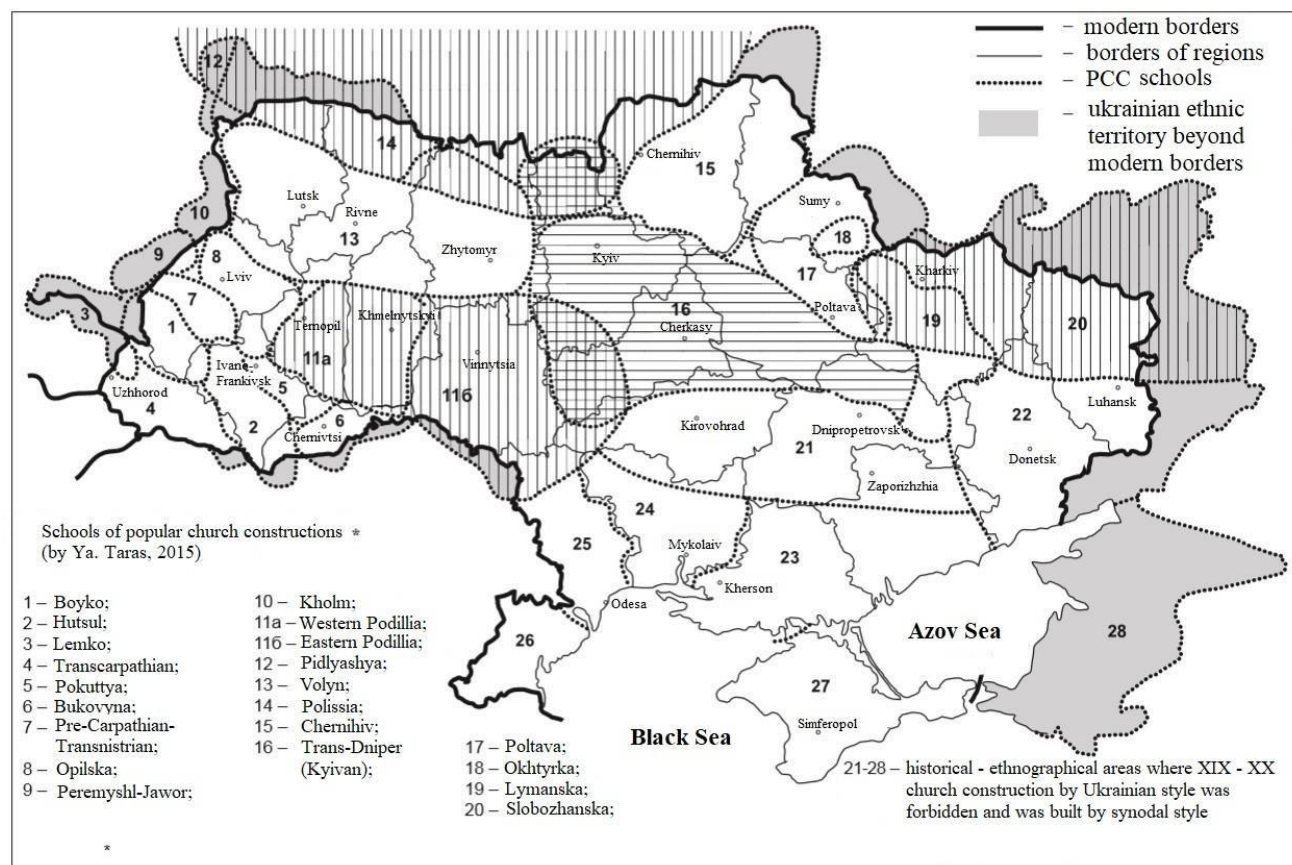 – modern borders
– borders of regions
– PCC schools
– ukrainian ethnic
territory beyond
modern borders
12
14
Chernihiv
15
10
Lutsk
Rivne
13
Sumy
18
9
8
Lviv
Zhytomyr
Kyiv
17
Kharkiv
7
3
1
Ternopil
Khmelnytskyi
11a
16
Cherkasy
Poltava
19
20
Ivano-
Frankivsk
Vinnytsia
11б
Uzhhorod
4
5
2
6
Chernivtsi
Kirovohrad
Dnipropetrovsk
21
22
Luhansk
Donetsk
Zaporizhzhia
24
25
Mykolaiv
23
Kherson
Odesa
26
Azov Sea
28
27
Simferopol
Black Sea
Schools of popular church constructions *
(by Ya. Taras, 2015)
1 – Boyko;
2 – Hutsul;
3 – Lemko;
4 – Transcarpathian;
5 – Pokuttya;
6 – Bukovyna;
7 – Pre-Carpathian-
Transnistrian;
8 – Opilska;
9 – Peremyshl-Jawor;
10 – Kholm;
11a – Western Podillia;
11б – Eastern Podillia;
12 – Pidlyashya;
13 – Volyn;
14 – Polissia;
15 – Chernihiv;
16 – Trans-Dniper
(Kyivan);
17 – Poltava;
18 – Okhtyrka;
19 – Lymanska;
20 – Slobozhanska;
21-28 – historical - ethnographical areas where XIX - XX
church construction by Ukrainian style was
forbidden and was built by synodal style
*